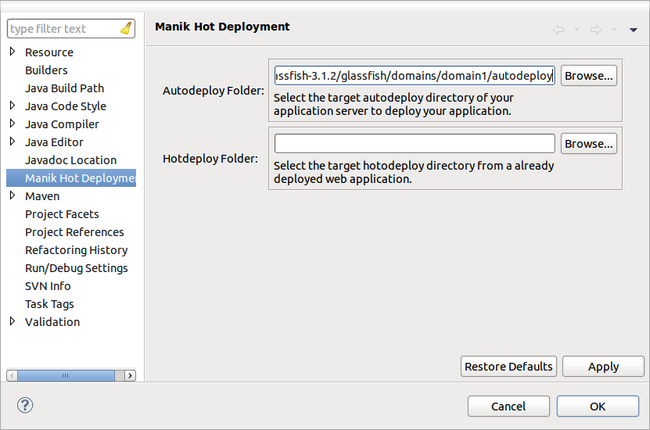 type filter text
Resource
Builders
Java Build Path
Java Code Style
Java Compiler
Java Editor
Javadoc Location
Manik Hot Deploymen
Maven
Project Facets
Project References
Refactoring History
Run/Debug Settings
SVN Info
Task Tags
Validation
Manik Hot Deployment
Autodeploy Folder:
assfish-3.1.2/glassfish/domains/domain1/autodeploy
Browse...
Select the target autodeploy directory of your
application server to deploy your application.
Hotdeploy Folder:
Browse...
Select the target hotodeploy directory from a already
deployed web application.
Restore Defaults
Apply
?
Cancel
OK